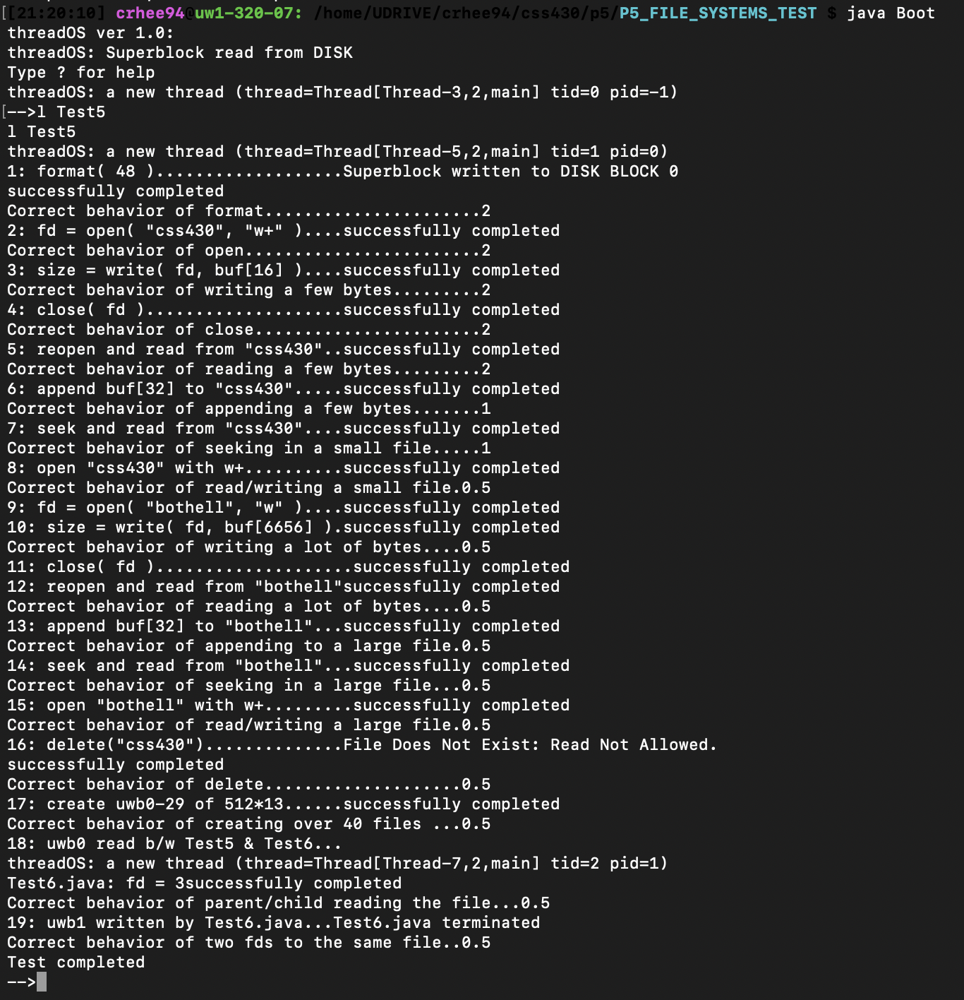 [21:20:10] crhee94@uw1-320-07: /home/UDRIVE/crhee94/css430/p5/P5_FILE_SYSTEMS_TEST $ java Boot
threadOS ver 1.0:
threadOS: Superblock read from DISK
Type ? for help
threadOS: a new thread (thread=Thread[Thread-3,2,main] tid=0 pid=-1)
[-->l Test5
l Test5
threadOS: a new thread (thread=Thread[Thread-5,2,main] tid=1 pid=0)
1: format( 48 )...................Superblock written to DISK BLOCK 0
successfully completed
Correct behavior of format......................2
2: fd = open( "css430", "w+" )....successfully completed
Correct behavior of open........................2
3: size = write( fd, buf[16] )....successfully completed
Correct behavior of writing a few bytes.........2
4: close( fd )....................successfully completed
Correct behavior of close.......................2
5: reopen and read from "css430"..successfully completed
Correct behavior of reading a few bytes.........2
6: append buf[32] to "css430".....successfully completed
Correct behavior of appending a few bytes.......1
7: seek and read from "css430"....successfully completed
Correct behavior of seeking in a small file.....1
8: open "css430" with w+..........successfully completed
Correct behavior of read/writing a small file.0.5
9: fd = open( "bothell", "w" )....successfully completed
10: size = write( fd, buf[6656] ).successfully completed
Correct behavior of writing a lot of bytes....0.5
11: close( fd )....................successfully completed
12: reopen and read from "bothell"successfully completed
Correct behavior of reading a lot of bytes....0.5
13: append buf[32] to "bothell"...successfully completed
Correct behavior of appending to a large file.0.5
14: seek and read from "bothell"...successfully completed
Correct behavior of seeking in a large file...0.5
15: open "bothell" with w+.........successfully completed
Correct behavior of read/writing a large file.0.5
16: delete("css430")..............File Does Not Exist: Read Not Allowed.
successfully completed
Correct behavior of delete....................0.5
17: create uwb0-29 of 512*13......successfully completed
Correct behavior of creating over 40 files ...0.5
18: uwb0 read b/w Test5 & Test6...
threadOS: a new thread (thread=Thread[Thread-7,2,main] tid=2 pid=1)
Test6.java: fd = 3successfully completed
Correct behavior of parent/child reading the file...0.5
19: uwb1 written by Test6.java...Test6.java terminated
Correct behavior of two fds to the same file..0.5
Test completed
-->